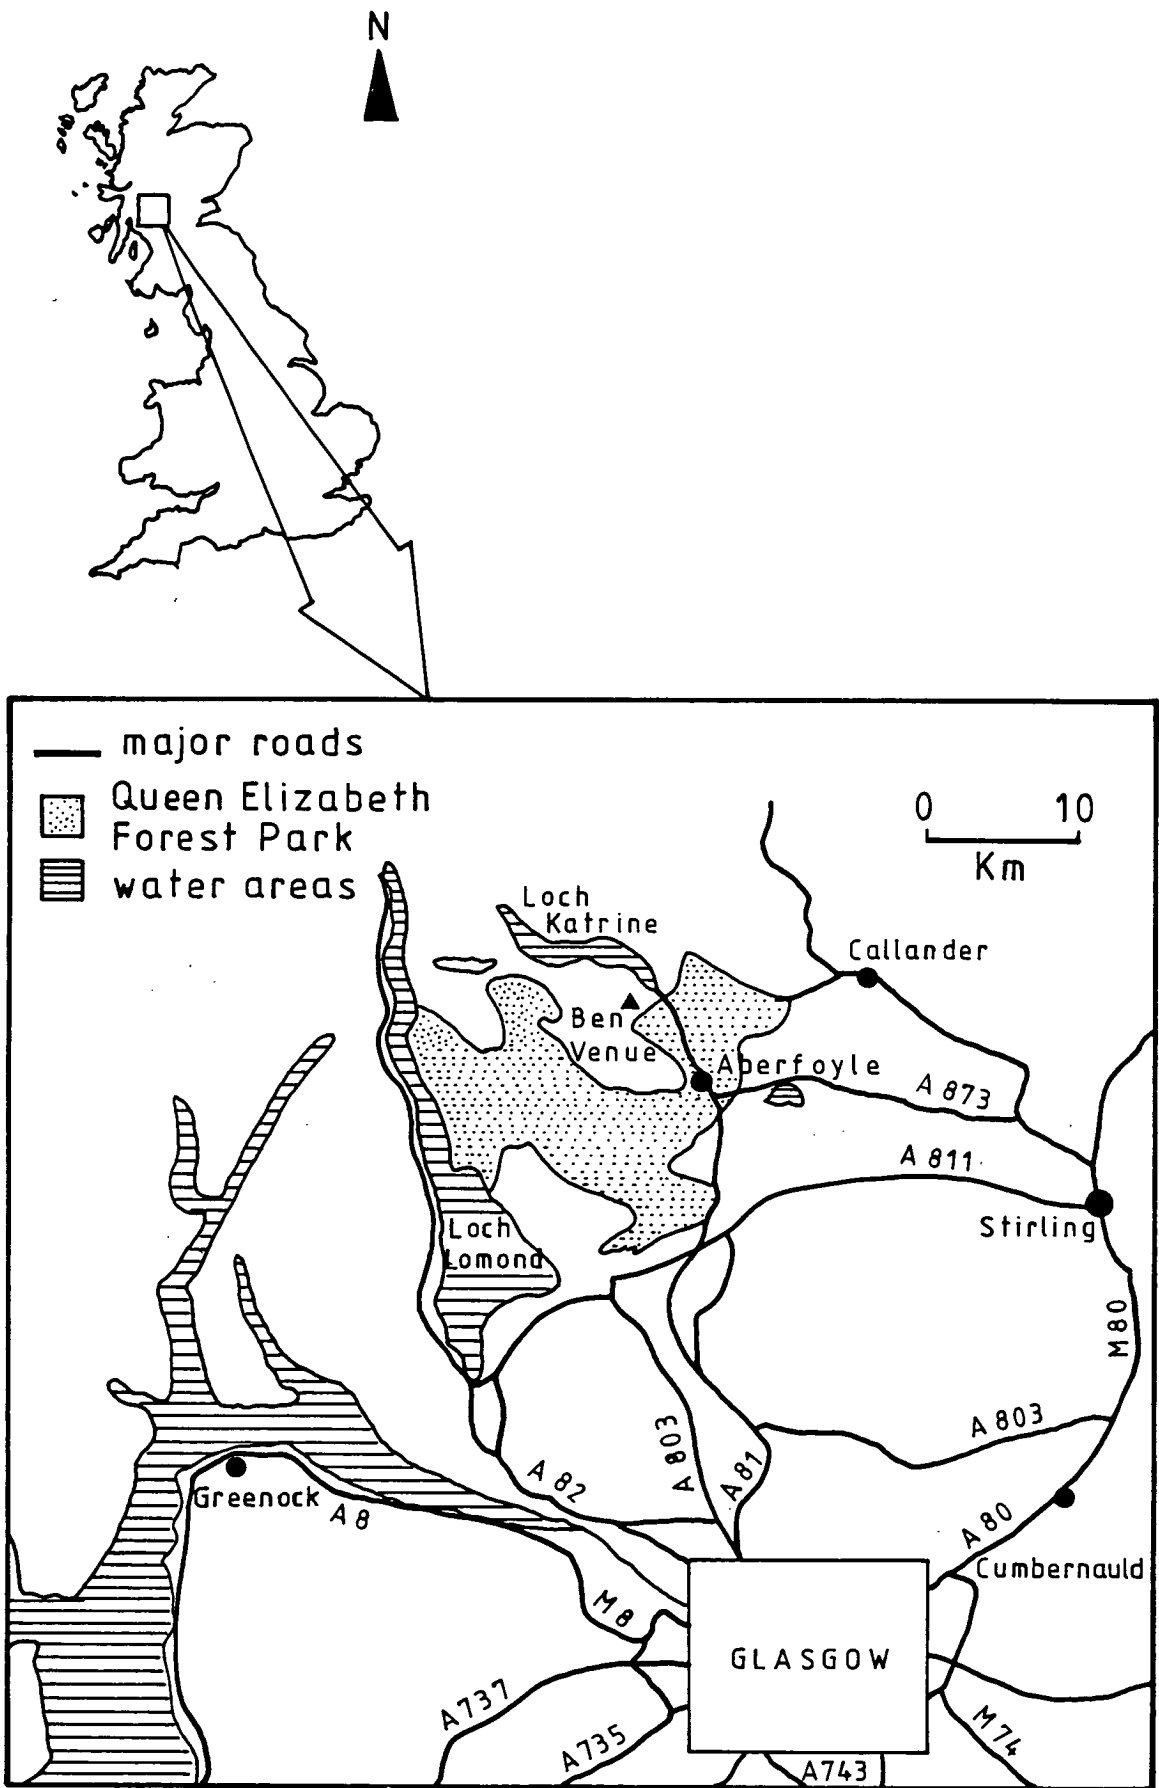 N
major roads
Queen Elizabeth
Forest Park
water areas
0 10
Km
Loch
Katrine
Callander
Ben
Venue
Aberfoyle
A 873
A 811
Stirling
Loch
Lomond
M80
A 803
A 803
A 81
A 82
Greenock
A 8
A 80
Cumbernauld
M 8
GLASGOW
A737
A735
A743
M74